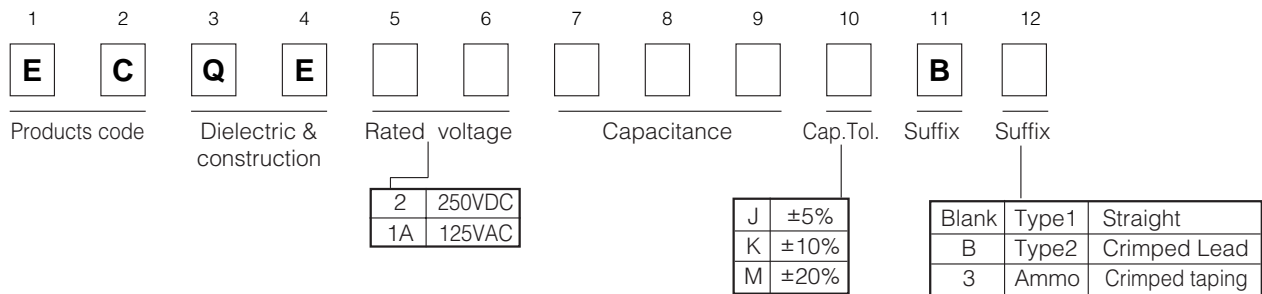 1 2 3 4 5 6 7 8 9 10 11 12
E C Q E B
Products code Dielectric & Rated voltage Capacitance Cap.Tol. Suffix Suffix
construction
2 250VDC
1A 125VAC
J ±5%
K ±10%
M ±20%
Blank Type1 Straight
B Type2 Crimped Lead
3 Ammo Crimped taping